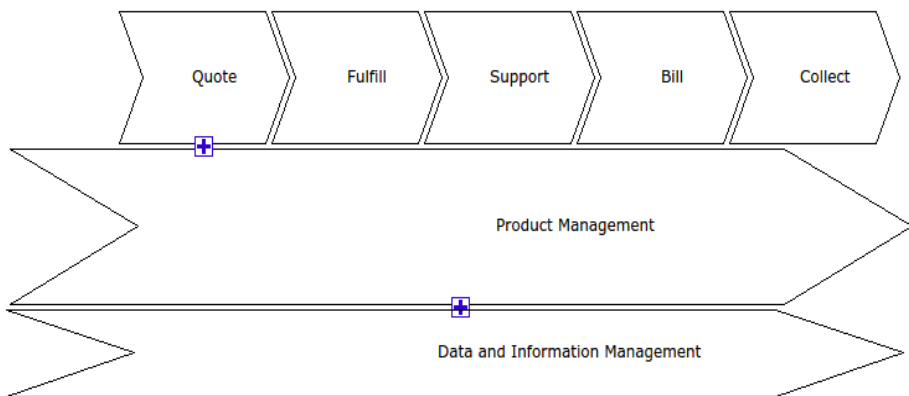 Quote
Fulfill
Support
Bill
Collect
Product Management
Data and Information Management